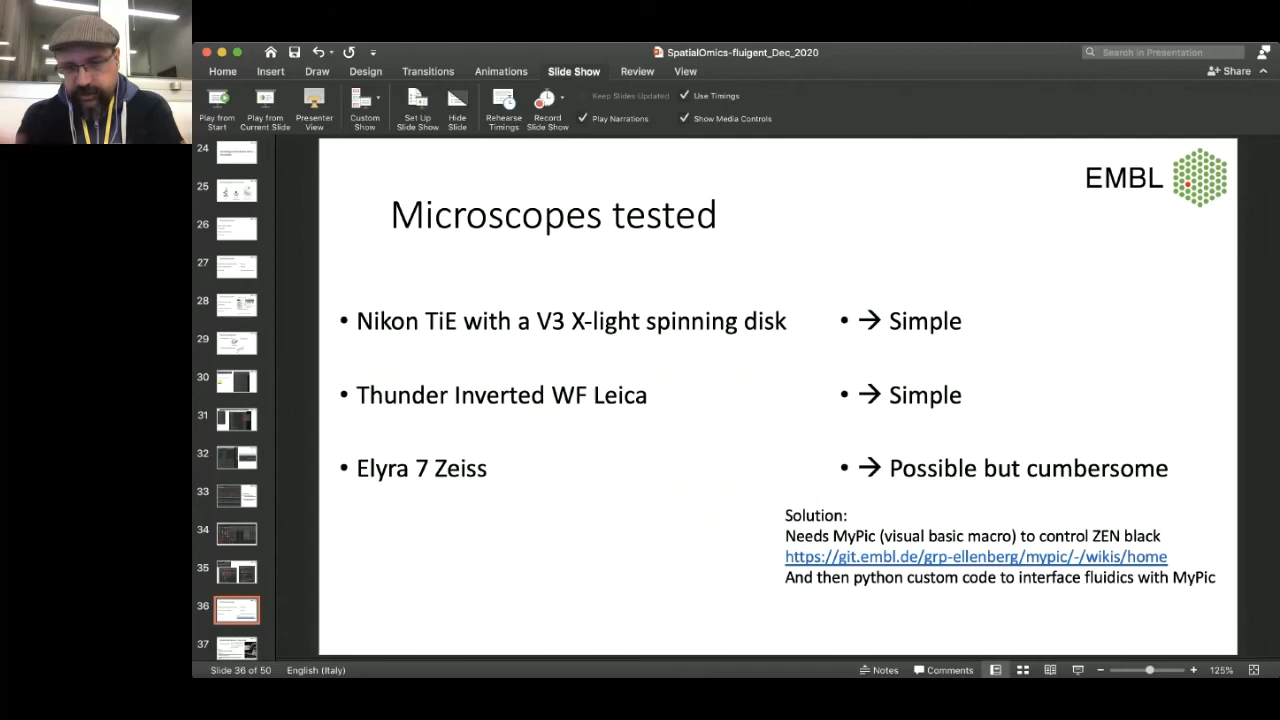 SpatialOmics-fluigent_Dec_2020
Search in Presentation
Home Insert Draw Design Transitions Animations Slide Show Review View
Share
Play from Start
Play from Current Slide
Presenter View
Custom Show
Set Up Slide Show
Hide Slide
Rehearse Timings
Record Slide Show
Keep Slides Updated
Use Timings
Play Narrations
Show Media Controls
24
25
26
27
28
29
30
31
32
33
34
35
36
37
EMBL
Microscopes tested
• Nikon TiE with a V3 X-light spinning disk • → Simple
• Thunder Inverted WF Leica • → Simple
• Elyra 7 Zeiss • → Possible but cumbersome
Solution:
Needs MyPic (visual basic macro) to control ZEN black
https://git.embl.de/grp-ellenberg/mypic/-/wikis/home
And then python custom code to interface fluidics with MyPic
Slide 36 of 50 English (Italy) Notes Comments 125%